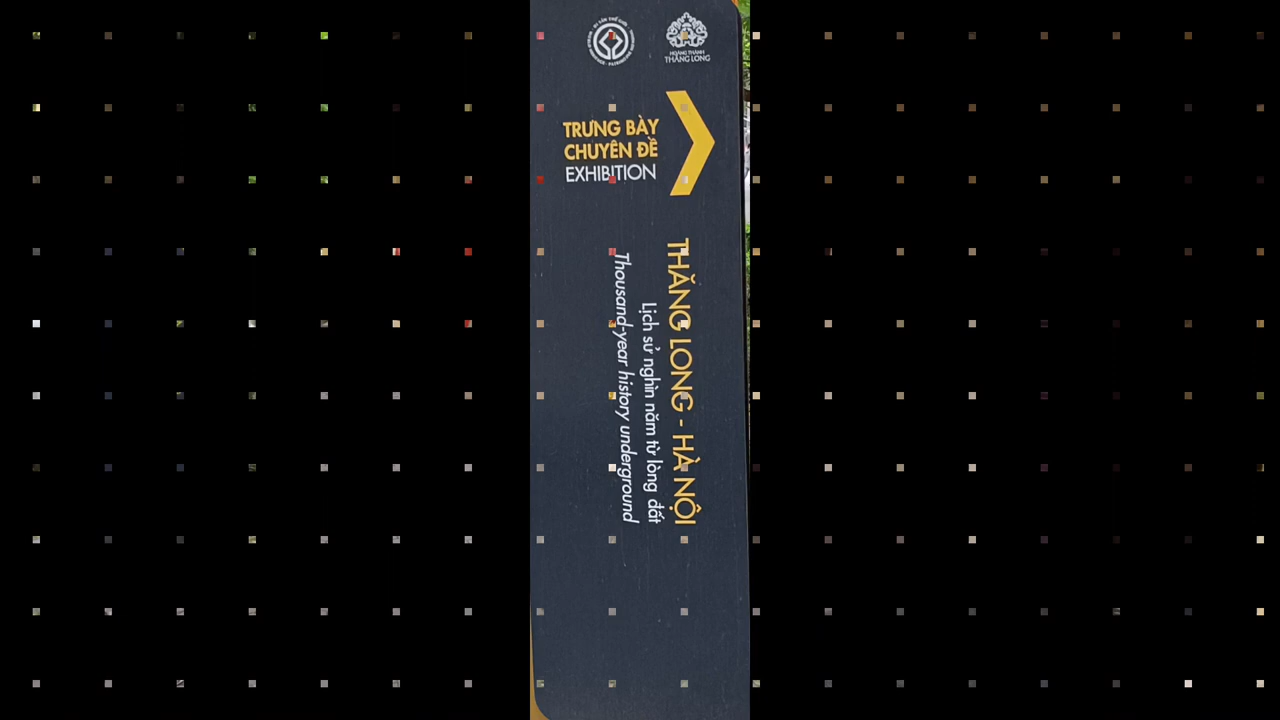 HOÀNG THÀNH
THĂNG LONG
TRƯNG BÀY
CHUYÊN ĐỀ
EXHIBITION
THĂNG LONG - HÀ NỘI
Lịch sử nghìn năm từ lòng đất
Thousand-year history underground